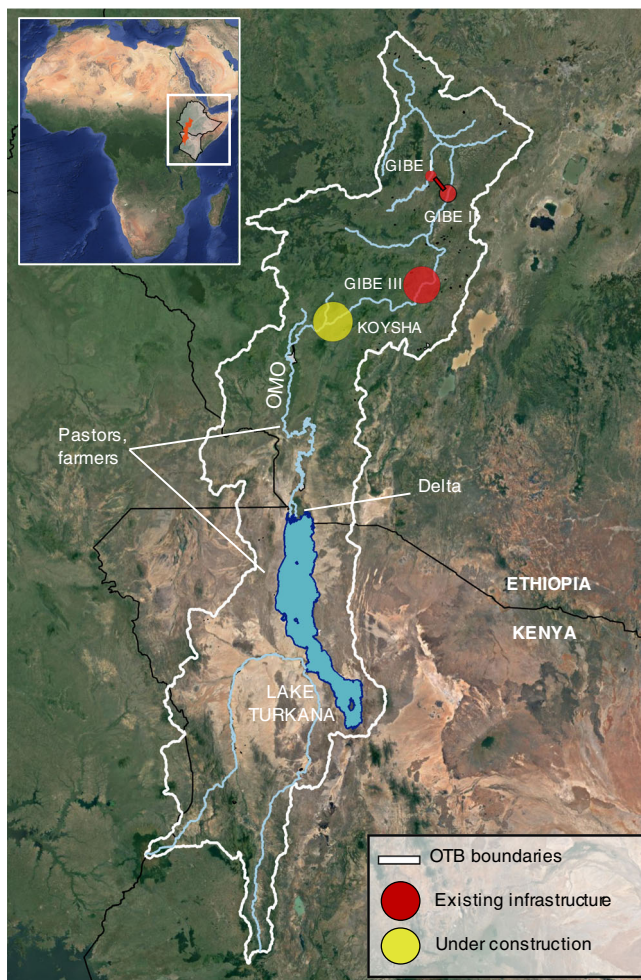 GIBE I
GIBE II
GIBE III
KOYSHA
OMO
Pastors,
farmers
Delta
ETHIOPIA
KENYA
LAKE
TURKANA
OTB boundaries
Existing infrastructure
Under construction